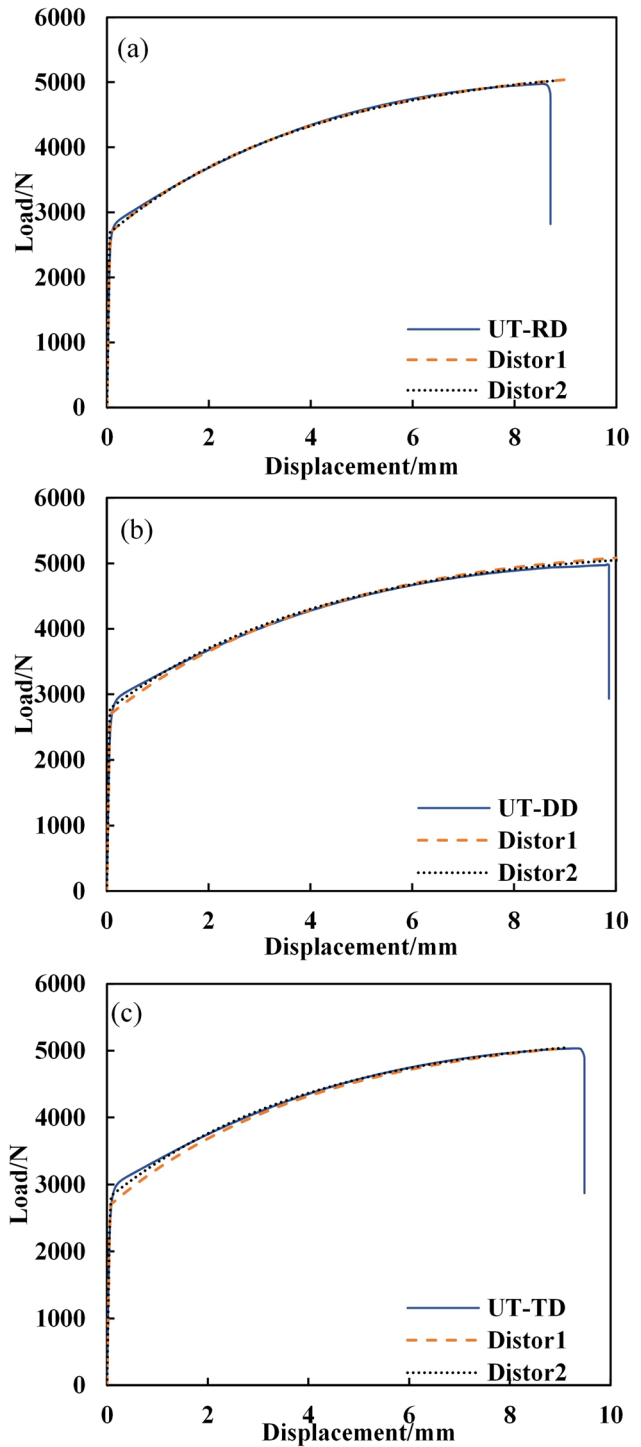 (a)
6000
5000
4000
3000
2000
1000
0
Load/N
UT-RD
Distor1
Distor2
0 2 4 6 8 10
Displacement/mm
(b)
6000
5000
4000
3000
2000
1000
0
Load/N
UT-DD
Distor1
Distor2
0 2 4 6 8 10
Displacement/mm
(c)
6000
5000
4000
3000
2000
1000
0
Load/N
UT-TD
Distor1
Distor2
0 2 4 6 8 10
Displacement/mm